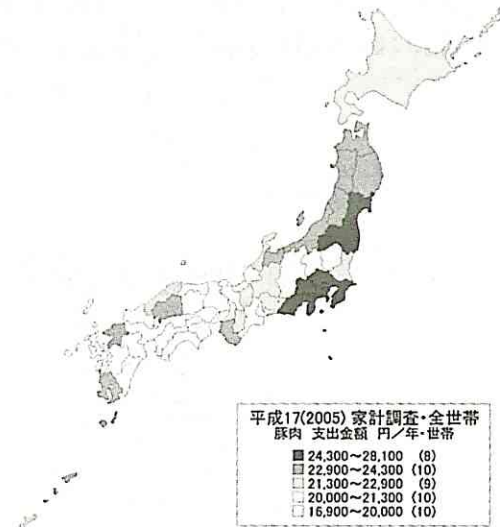 平成17(2005) 家計調査・全世帯
豚肉 支出金額 円／年・世帯
24,300～28,100 (8)
22,900～24,300 (10)
21,300～22,900 (9)
20,000～21,300 (10)
16,900～20,000 (10)